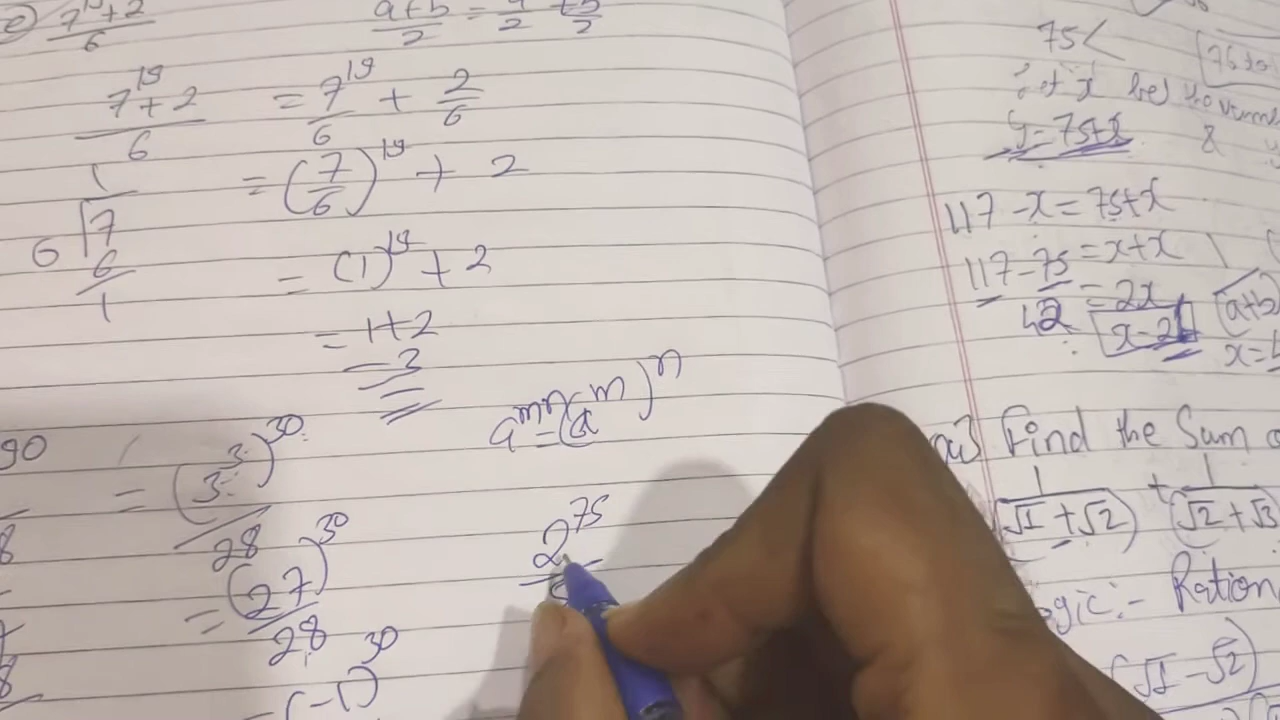 7^19+2 / 6
a+b / 2 = a/2 + b/2
7^19+2 / 6 = 7^19 / 6 + 2/6
= (7/6)^19 + 2
1
6 | 7
6
1
= (1)^19 + 2
= 1+2
= 3
a^mn = (a^m)^n
90 = (3^3)^30 / 28
= (27)^30 / 28
= (-1)^30
2^75
75<
Let x be the
y = 75+x &
117 - x = 75+x
117 - 75 = x+x
42 = 2x
x = 21
(a+b)
x =
Find the Sum
1 / (√1 + √2) + 1 / (√2 + √3)
Logic:- Ration
(√1 - √2)